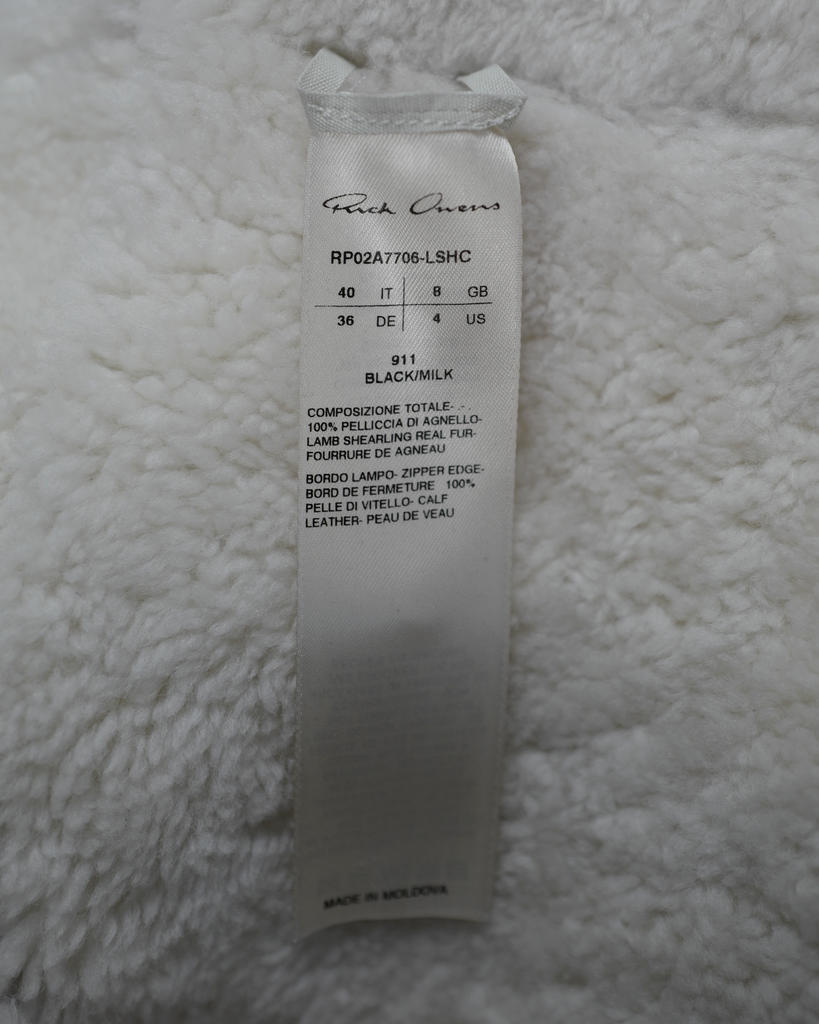 Rick Owens
RP02A7706-LSHC
40 IT 8 GB
36 DE 4 US
911
BLACK/MILK
COMPOSIZIONE TOTALE- - -
100% PELLICCIA DI AGNELLO-
LAMB SHEARLING REAL FUR-
FOURRURE DE AGNEAU
BORDO LAMPO- ZIPPER EDGE-
BORD DE FERMETURE 100%
PELLE DI VITELLO- CALF
LEATHER- PEAU DE VEAU
MADE IN MOLDOVA